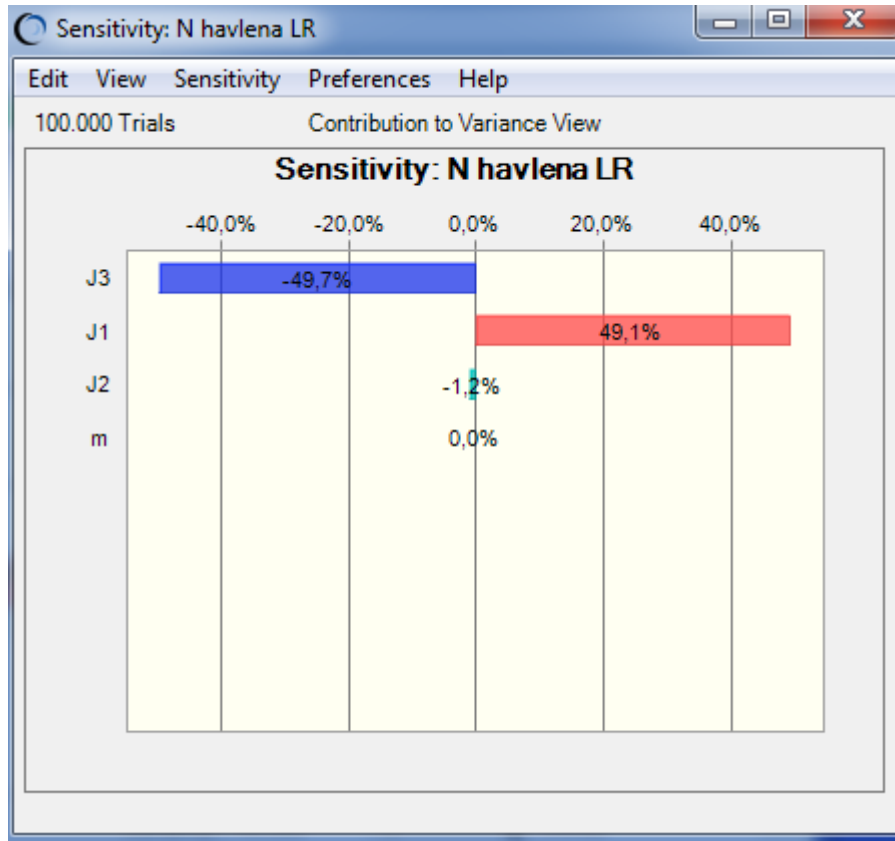 Sensitivity: N havlena LR
Edit View Sensitivity Preferences Help
100.000 Trials Contribution to Variance View
Sensitivity: N havlena LR
-40,0% -20,0% 0,0% 20,0% 40,0%
J3 -49,7%
J1 49,1%
J2 -1,2%
m 0,0%